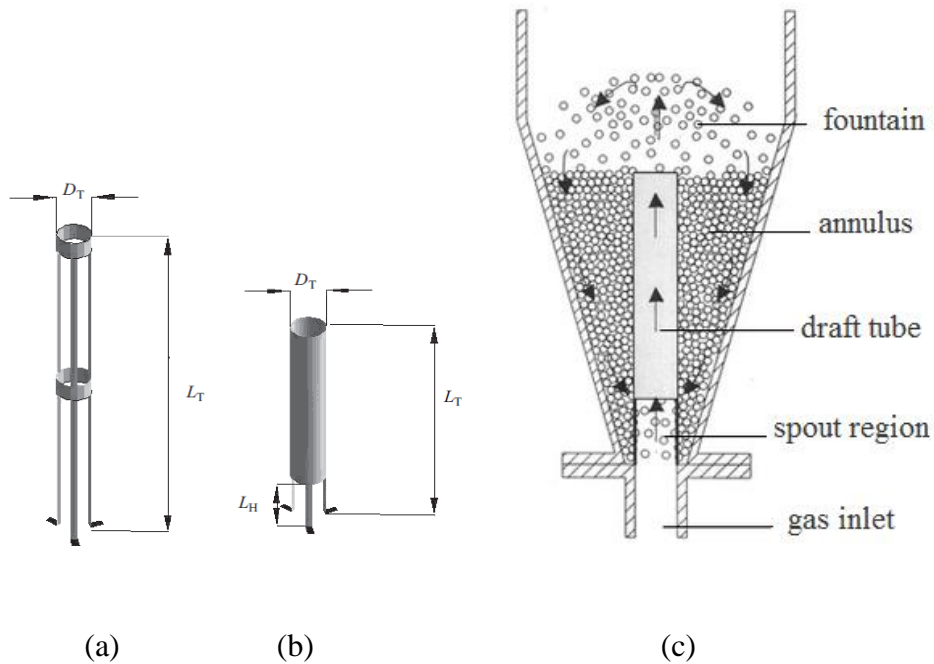 D_T
L_T
(a)
D_T
L_T
L_H
(b)
fountain
annulus
draft tube
spout region
gas inlet
(c)